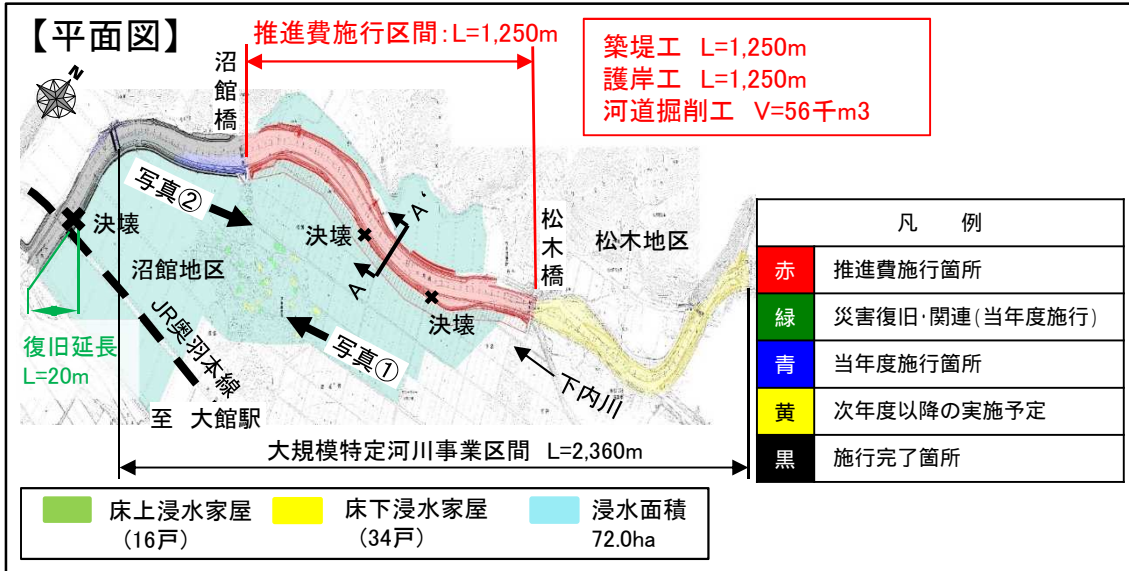 【平面図】
推進費施行区間：L=1,250m
築堤工 L=1,250m
護岸工 L=1,250m
河道掘削工 V=56千m3
N
沼館橋
写真②
決壊
決壊
A'
A
決壊
松木橋
松木地区
沼館地区
JR奥羽本線
写真①
下内川
復旧延長
L=20m
至 大館駅
大規模特定河川事業区間 L=2,360m
凡 例
赤 推進費施行箇所
緑 災害復旧・関連(当年度施行)
青 当年度施行箇所
黄 次年度以降の実施予定
黒 施行完了箇所
床上浸水家屋
(16戸)
床下浸水家屋
(34戸)
浸水面積
72.0ha